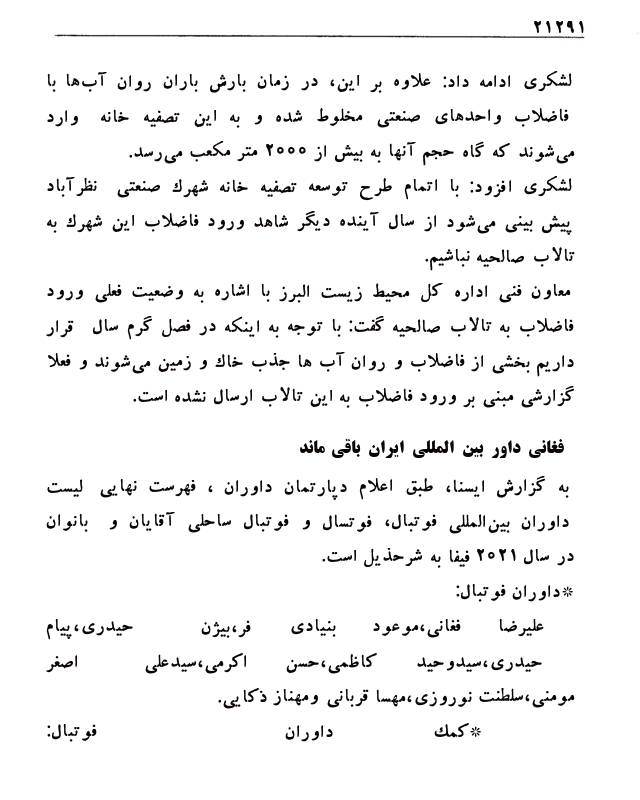 ۲۱۲۹۱
لشکری ادامه داد: علاوه بر این، در زمان بارش باران روان آب‌ها با
فاضلاب واحدهای صنعتی مخلوط شده و به این تصفیه خانه وارد
می‌شوند که گاه حجم آنها به بیش از ۲۰۰۰ متر مکعب می‌رسد.
لشکری افزود: با اتمام طرح توسعه تصفیه خانه شهرك صنعتی نظرآباد
پیش بینی می‌شود از سال آینده دیگر شاهد ورود فاضلاب این شهرك به
تالاب صالحیه نباشیم.
معاون فنی اداره کل محیط زیست البرز با اشاره به وضعیت فعلی ورود
فاضلاب به تالاب صالحیه گفت: با توجه به اینکه در فصل گرم سال قرار
داریم بخشی از فاضلاب و روان آب ها جذب خاك و زمین می‌شوند و فعلا
گزارشی مبنی بر ورود فاضلاب به این تالاب ارسال نشده است.
فغانی داور بین المللی ایران باقی ماند
به گزارش ایسنا، طبق اعلام دپارتمان داوران ، فهرست نهایی لیست
داوران بین‌المللی فوتبال، فوتسال و فوتبال ساحلی آقایان و بانوان
در سال ۲۰۲۱ فیفا به شرحذیل است.
*داوران فوتبال:
علیرضا فغانی،موعود بنیادی فر،بیژن حیدری،پیام
حیدری،سیدوحید کاظمی،حسن اکرمی،سیدعلی اصغر
مومنی،سلطنت نوروزی،مهسا قربانی ومهناز ذکایی.
*کمك داوران فوتبال: